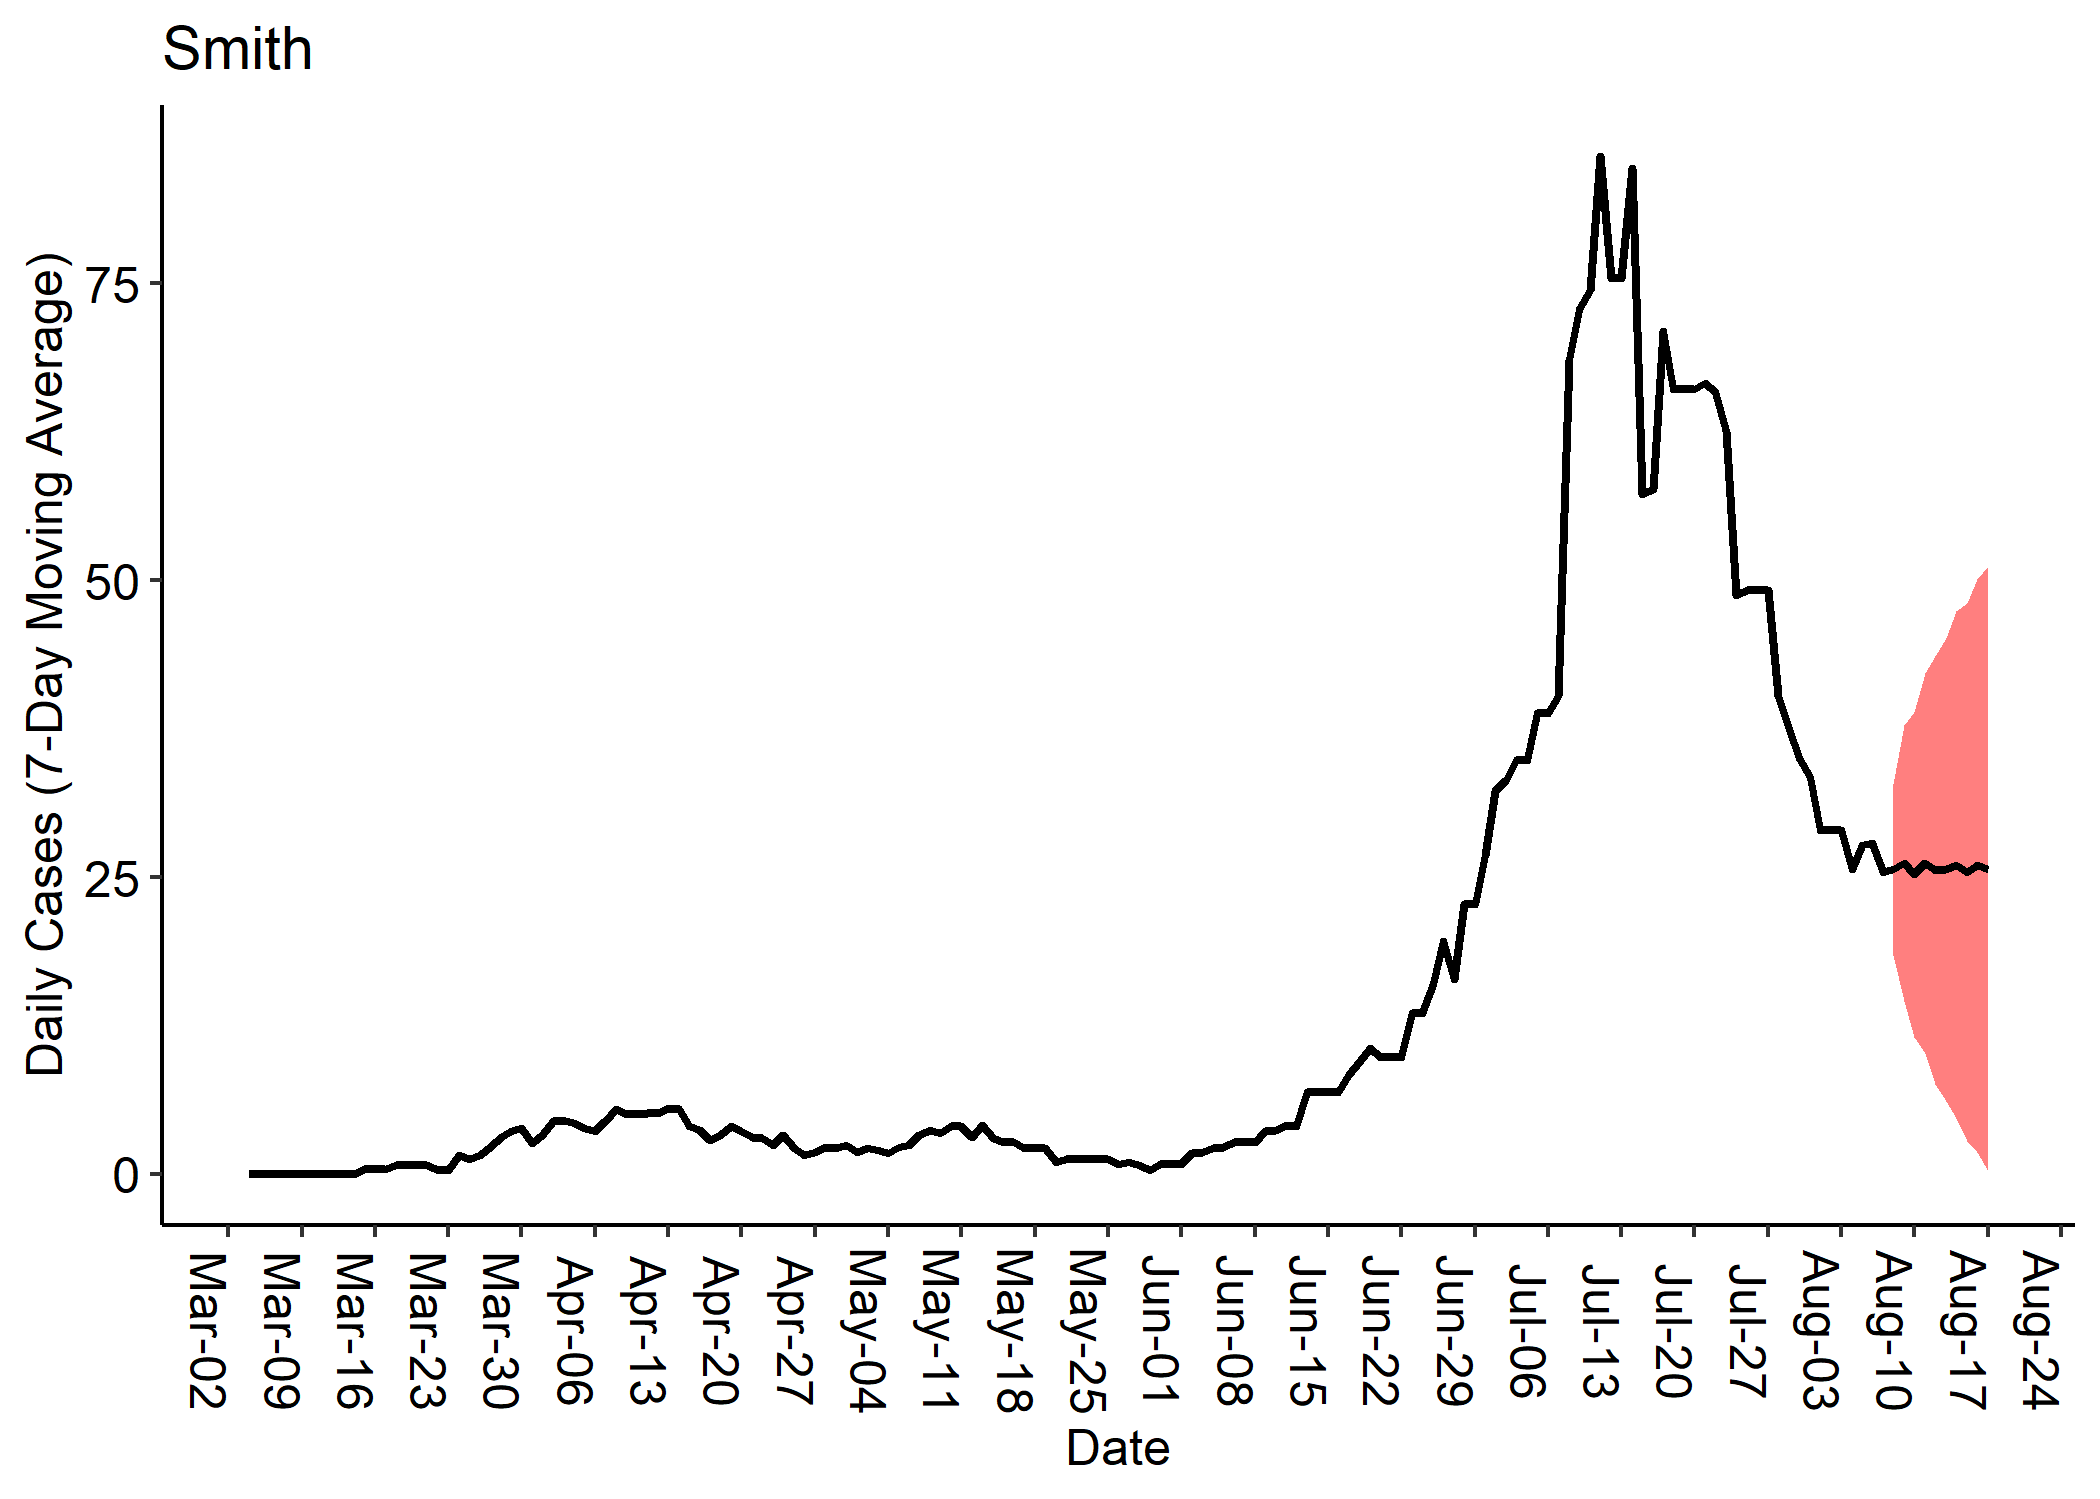 Smith
Daily Cases (7-Day Moving Average)
75
50
25
0
Mar-02
Mar-09
Mar-16
Mar-23
Mar-30
Apr-06
Apr-13
Apr-20
Apr-27
May-04
May-11
May-18
May-25
Jun-01
Jun-08
Jun-15
Jun-22
Jun-29
Jul-06
Jul-13
Jul-20
Jul-27
Aug-03
Aug-10
Aug-17
Aug-24
Date